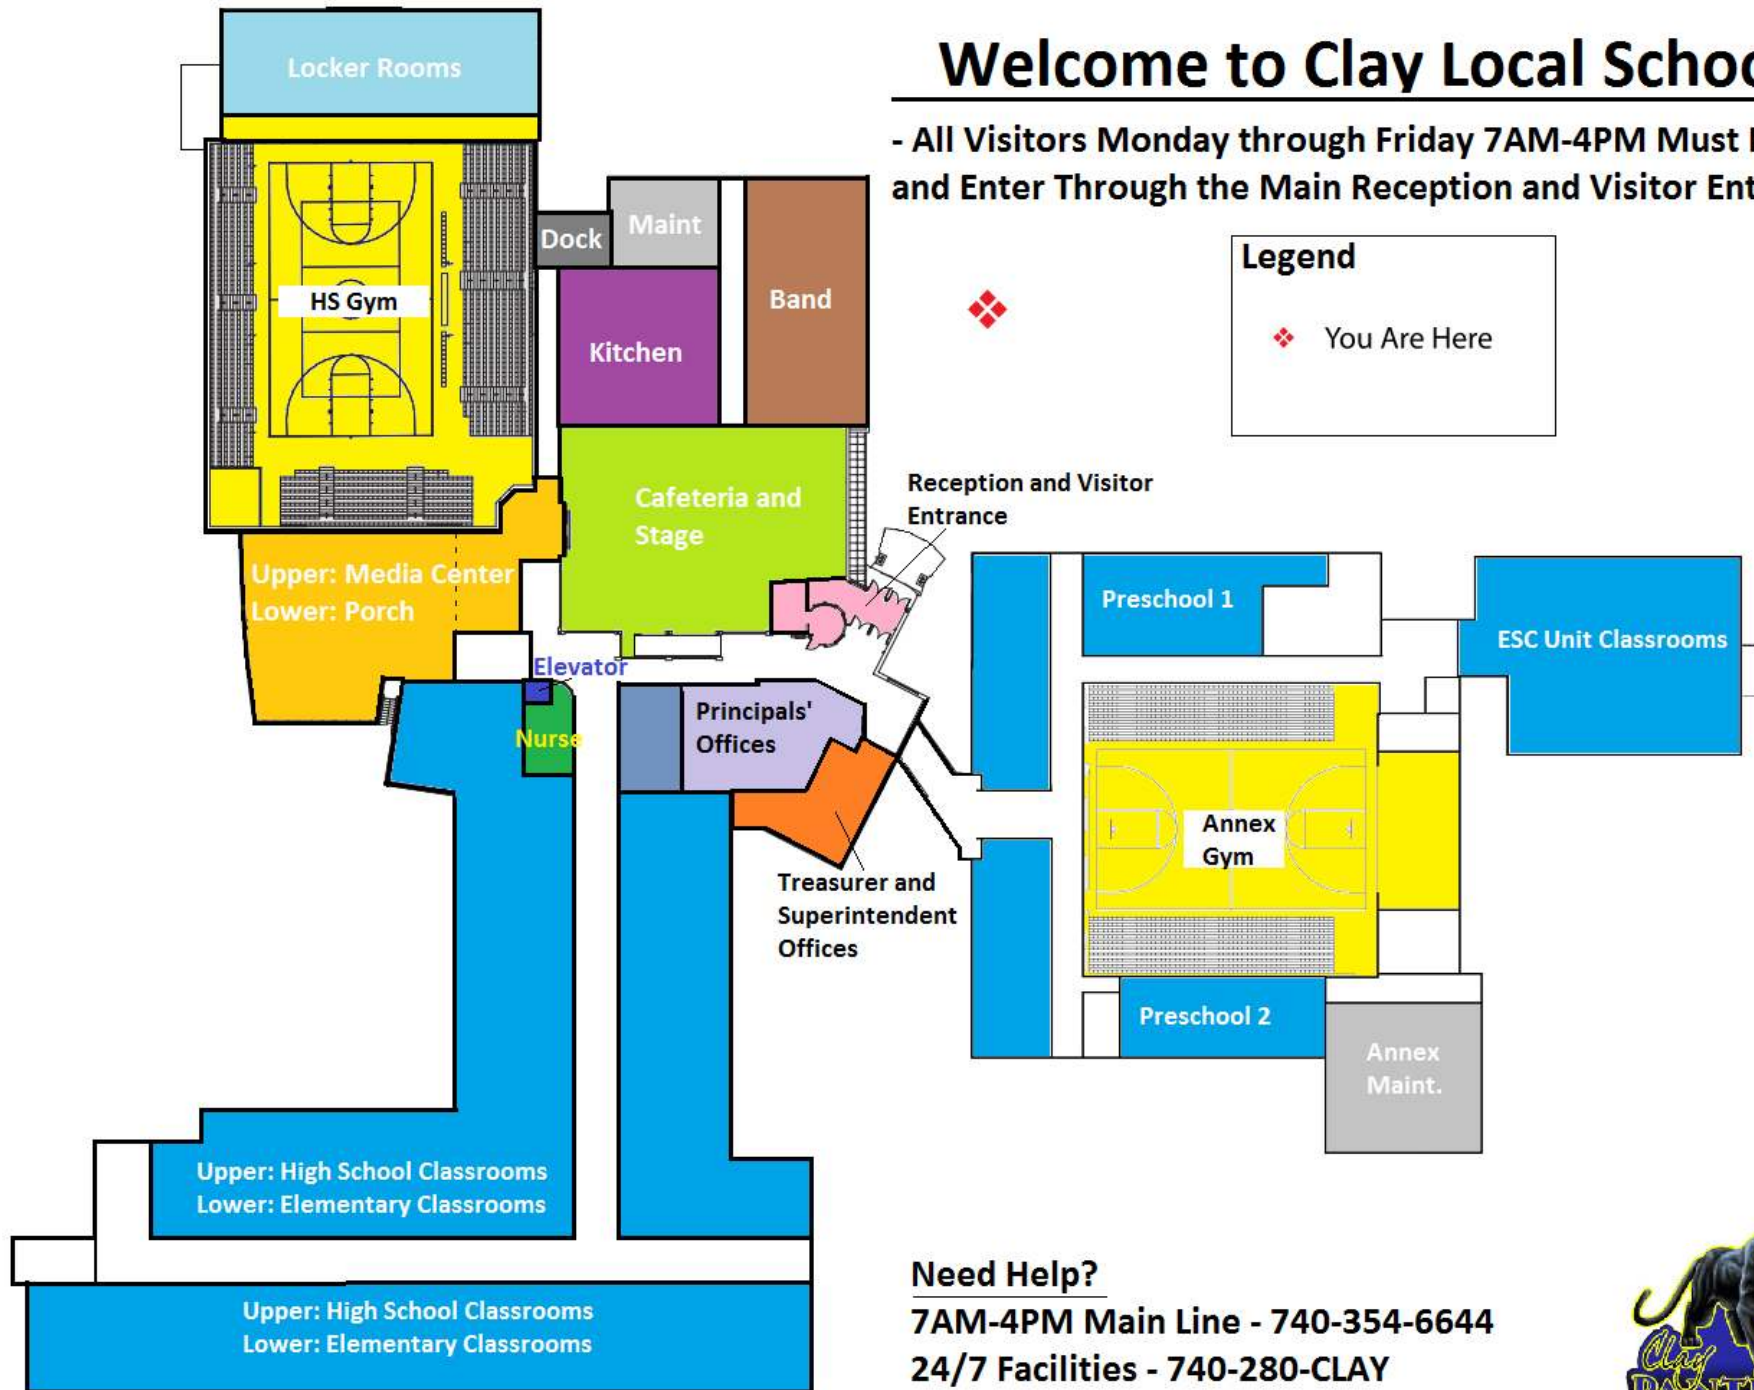 Welcome to Clay Local
- All Visitors Monday through Friday 7AM-4PM Must
and Enter Through the Main Reception and Visitor
Legend
You Are Here
Locker Rooms
HS Gym
Dock
Maint
Band
Kitchen
Cafeteria and
Stage
Reception and Visitor
Entrance
Upper: Media Center
Lower: Porch
Elevator
Nurse
Principals'
Offices
Treasurer and
Superintendent
Offices
Preschool 1
ESC Unit Classrooms
Annex
Gym
Preschool 2
Annex
Maint.
Upper: High School Classrooms
Lower: Elementary Classrooms
Upper: High School Classrooms
Lower: Elementary Classrooms
Need Help?
7AM-4PM Main Line - 740-354-6644
24/7 Facilities - 740-280-CLAY
Clay